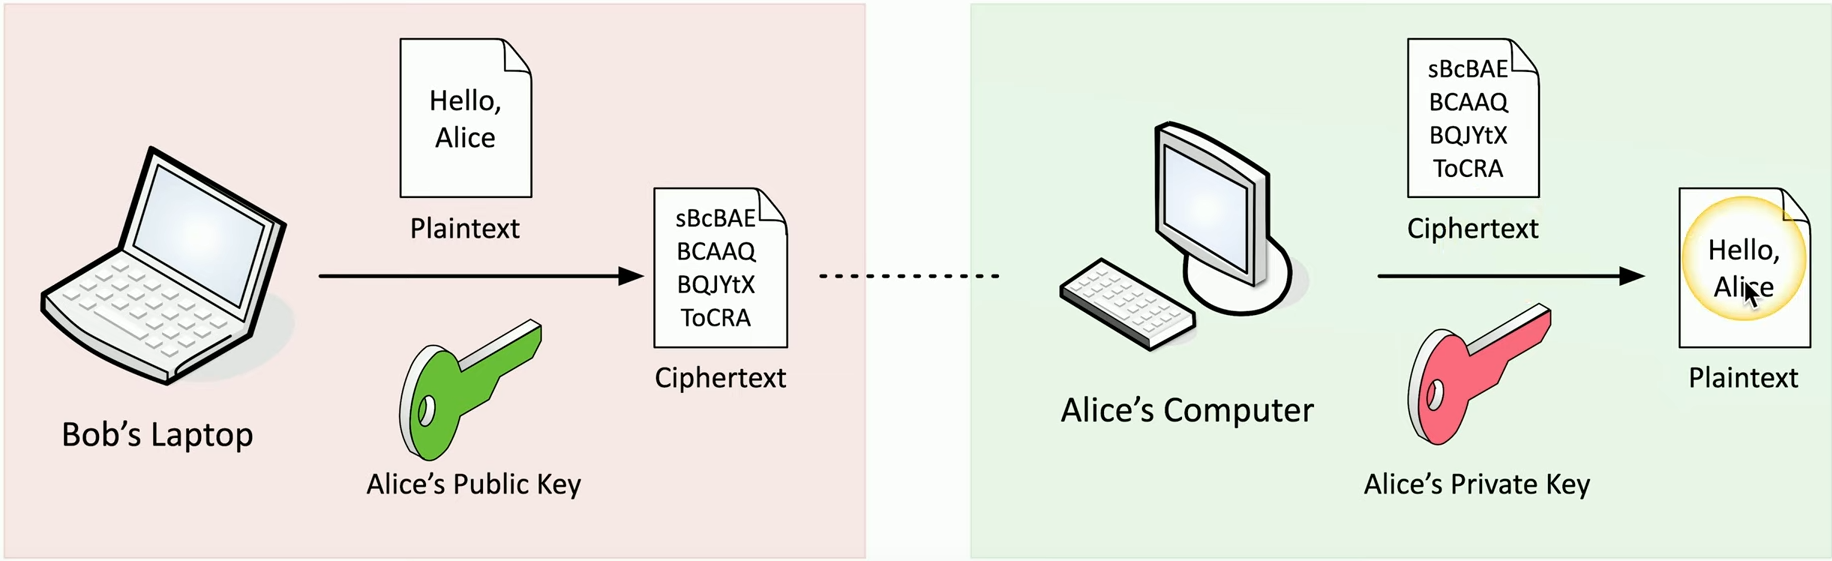 Hello,
Alice
Plaintext
sBcBAE
BCAAQ
BQJYtX
ToCRA
Ciphertext
Bob’s Laptop
Alice’s Public Key
sBcBAE
BCAAQ
BQJYtX
ToCRA
Ciphertext
Hello,
Alice
Plaintext
Alice’s Computer
Alice’s Private Key